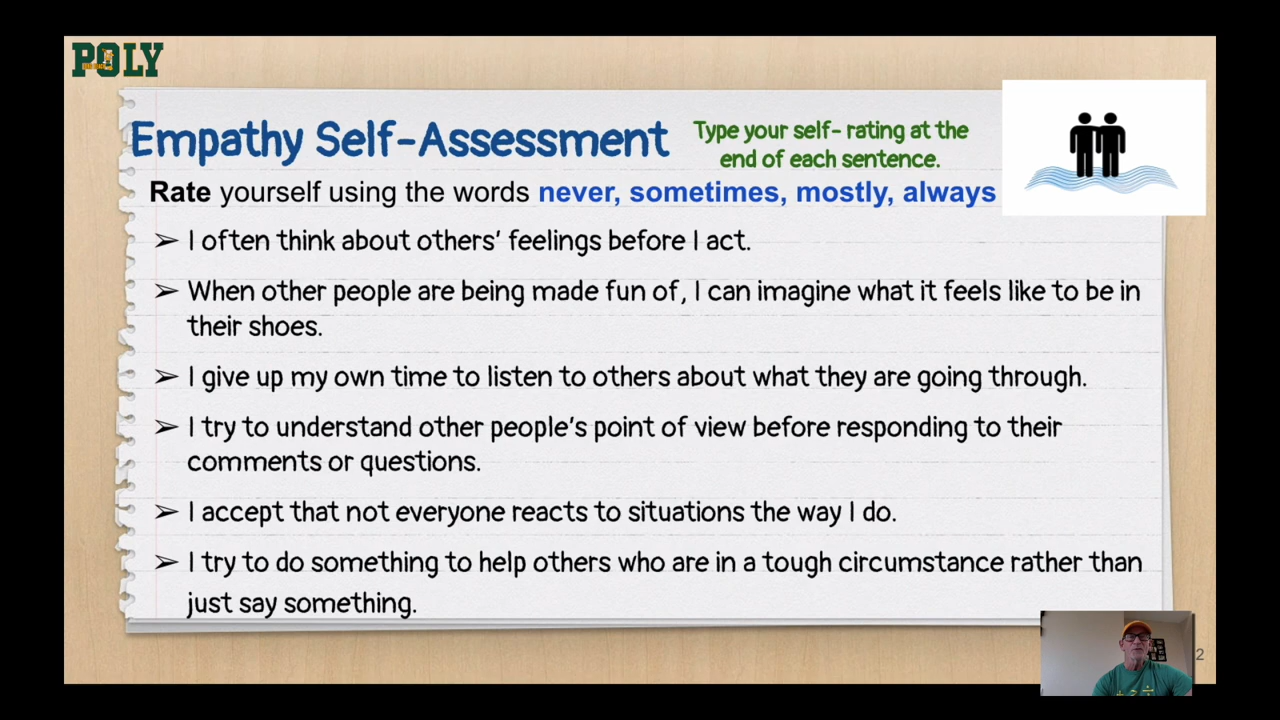 POLY
Empathy Self-Assessment
Type your self- rating at the
end of each sentence.
Rate yourself using the words never, sometimes, mostly, always
➢ I often think about others' feelings before I act.
➢ When other people are being made fun of, I can imagine what it feels like to be in
their shoes.
➢ I give up my own time to listen to others about what they are going through.
➢ I try to understand other people's point of view before responding to their
comments or questions.
➢ I accept that not everyone reacts to situations the way I do.
➢ I try to do something to help others who are in a tough circumstance rather than
just say something.
2